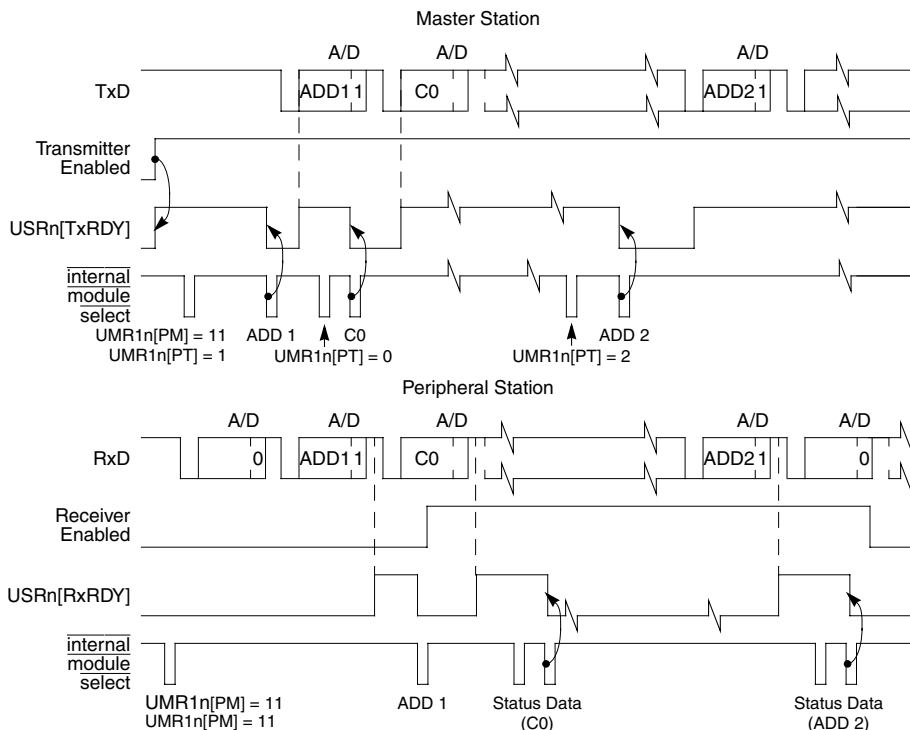 Master Station
A/D A/D A/D
TxD ADD1 1 C0 ADD2 1
Transmitter
Enabled
USRn[TxRDY]
internal
module
select
UMR1n[PM] = 11 ADD 1 C0 ADD 2
UMR1n[PT] = 1 UMR1n[PT] = 0 UMR1n[PT] = 2
Peripheral Station
A/D A/D A/D A/D A/D
RxD 0 ADD1 1 C0 ADD2 1 0
Receiver
Enabled
USRn[RxRDY]
internal
module
select
UMR1n[PM] = 11 ADD 1 Status Data Status Data
UMR1n[PM] = 11 (C0) (ADD 2)